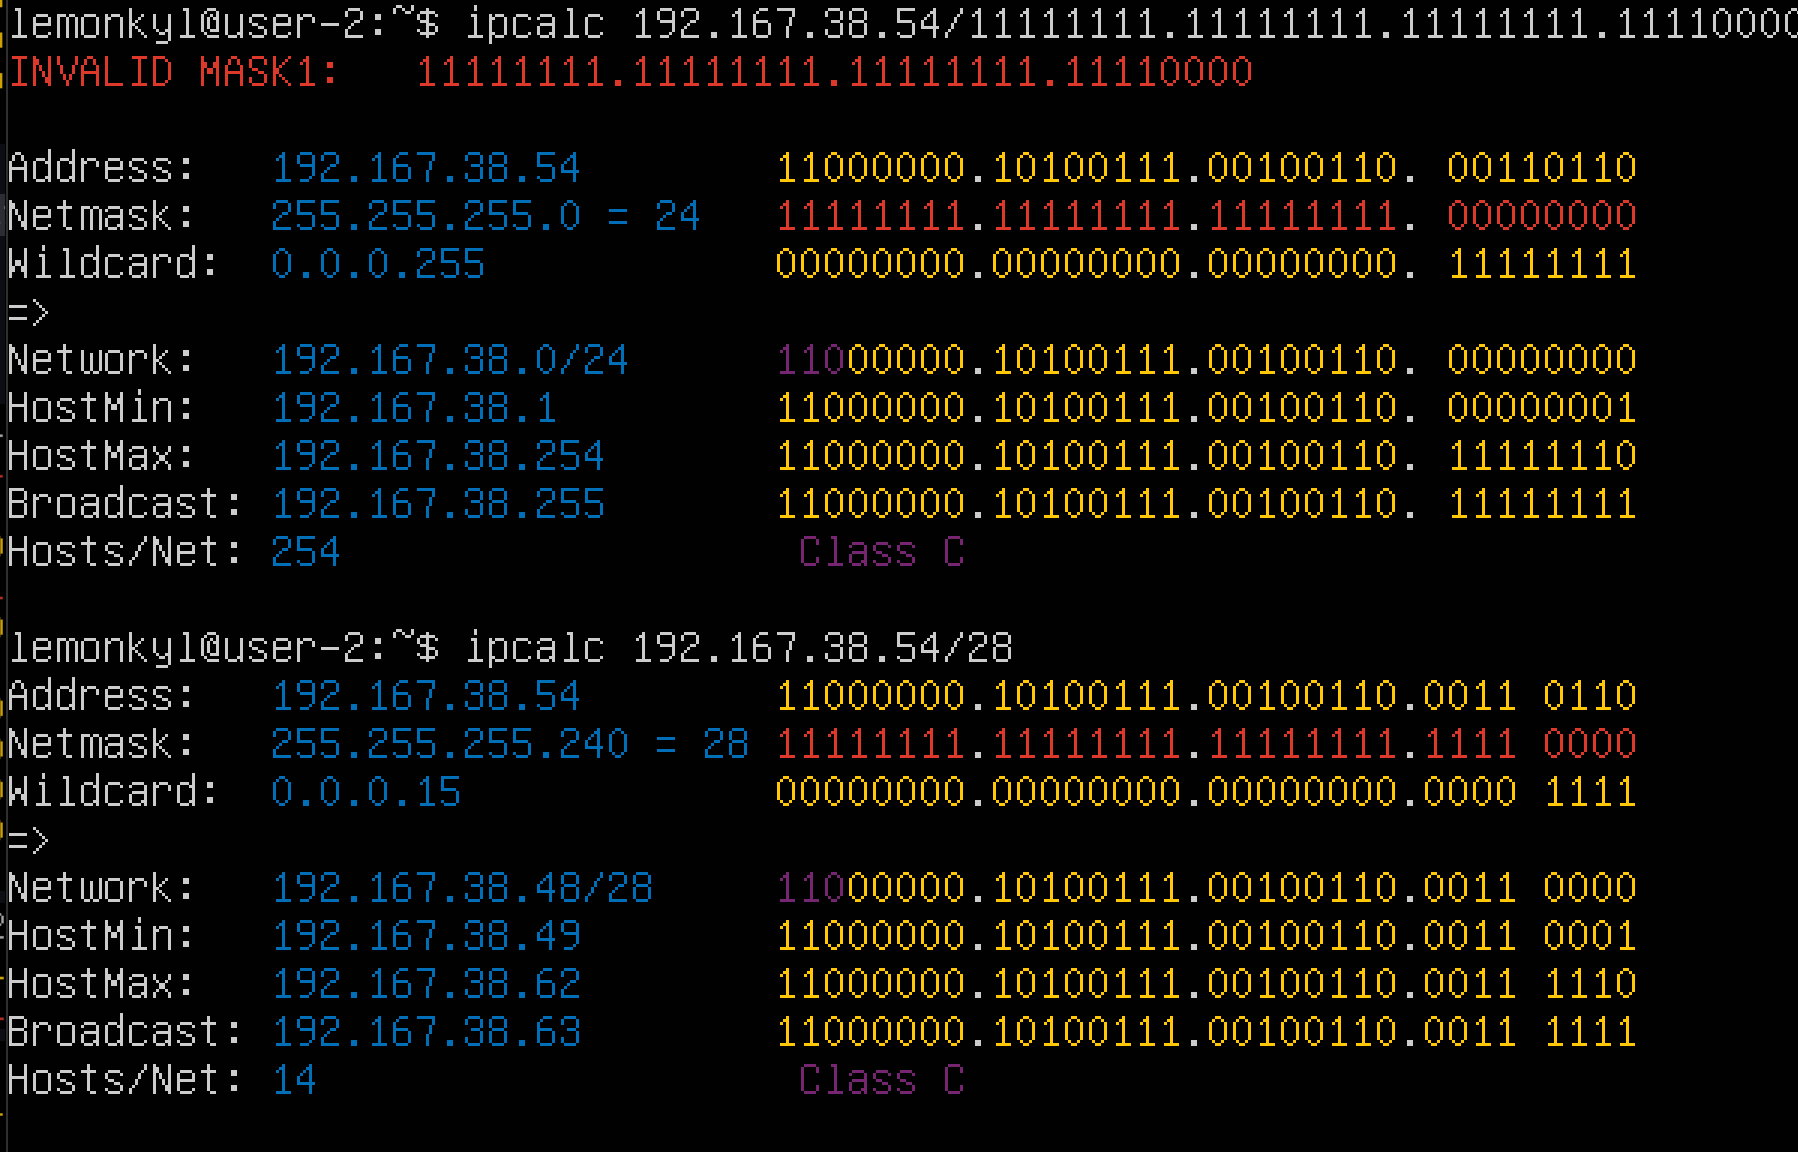 lemonkyl@user-2:~$ ipcalc 192.167.38.54/11111111.11111111.11111111.11110000
INVALID MASK1:   11111111.11111111.11111111.11110000
Address:   192.167.38.54        11000000.10100111.00100110. 00110110
Netmask:   255.255.255.0 = 24   11111111.11111111.11111111. 00000000
Wildcard:  0.0.0.255            00000000.00000000.00000000. 11111111
=>
Network:   192.167.38.0/24      11000000.10100111.00100110. 00000000
HostMin:   192.167.38.1         11000000.10100111.00100110. 00000001
HostMax:   192.167.38.254       11000000.10100111.00100110. 11111110
Broadcast: 192.167.38.255       11000000.10100111.00100110. 11111111
Hosts/Net: 254                   Class C
lemonkyl@user-2:~$ ipcalc 192.167.38.54/28
Address:   192.167.38.54        11000000.10100111.00100110.0011 0110
Netmask:   255.255.255.240 = 28 11111111.11111111.11111111.1111 0000
Wildcard:  0.0.0.15             00000000.00000000.00000000.0000 1111
=>
Network:   192.167.38.48/28     11000000.10100111.00100110.0011 0000
HostMin:   192.167.38.49        11000000.10100111.00100110.0011 0001
HostMax:   192.167.38.62        11000000.10100111.00100110.0011 1110
Broadcast: 192.167.38.63        11000000.10100111.00100110.0011 1111
Hosts/Net: 14                    Class C